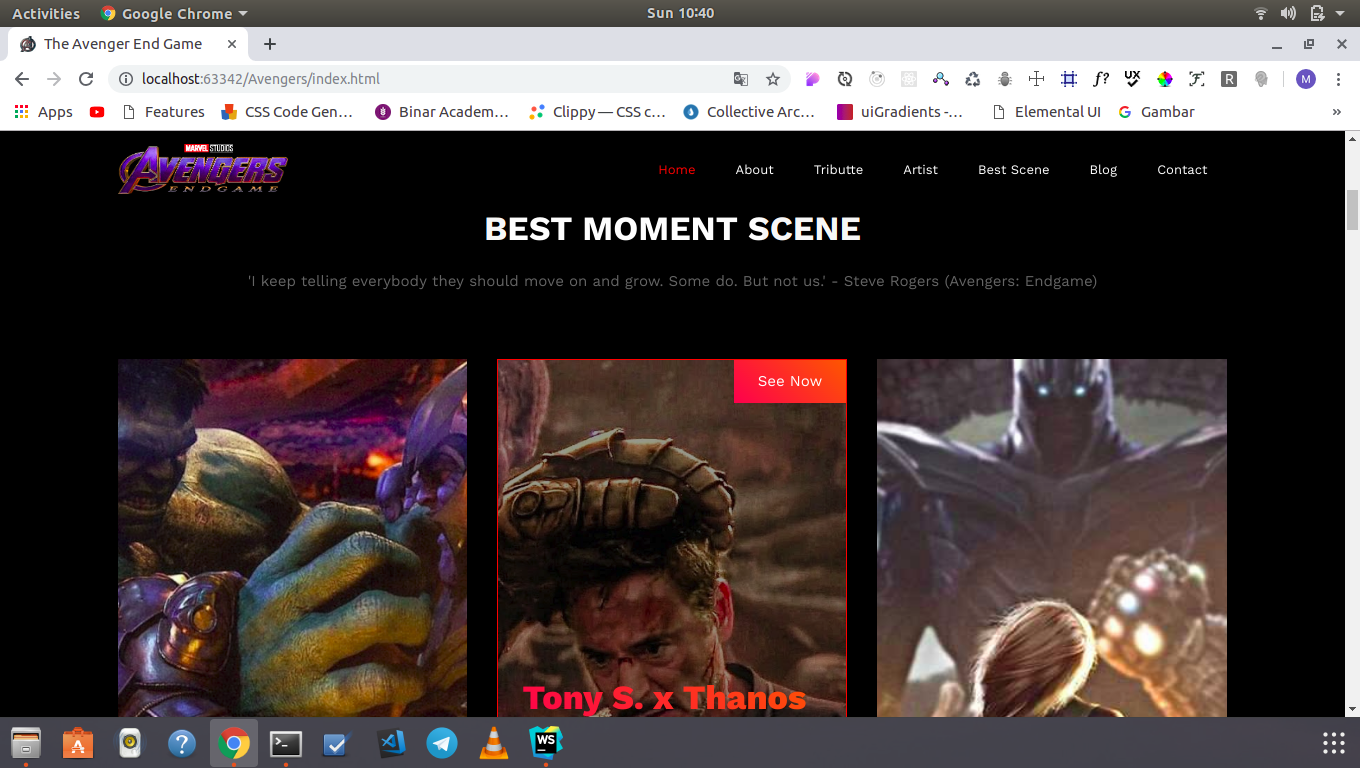 Activities Google Chrome Sun 10:40
The Avenger End Game
localhost:63342/Avengers/index.html f? UX R M
Apps Features CSS Code Gen… Binar Academ… Clippy — CSS c… Collective Arc… uiGradients -… Elemental UI Gambar »
MARVEL STUDIOS
AVENGERS
ENDGAME
Home About Tributte Artist Best Scene Blog Contact
BEST MOMENT SCENE
'I keep telling everybody they should move on and grow. Some do. But not us.' - Steve Rogers (Avengers: Endgame)
See Now
Tony S. x Thanos
WS